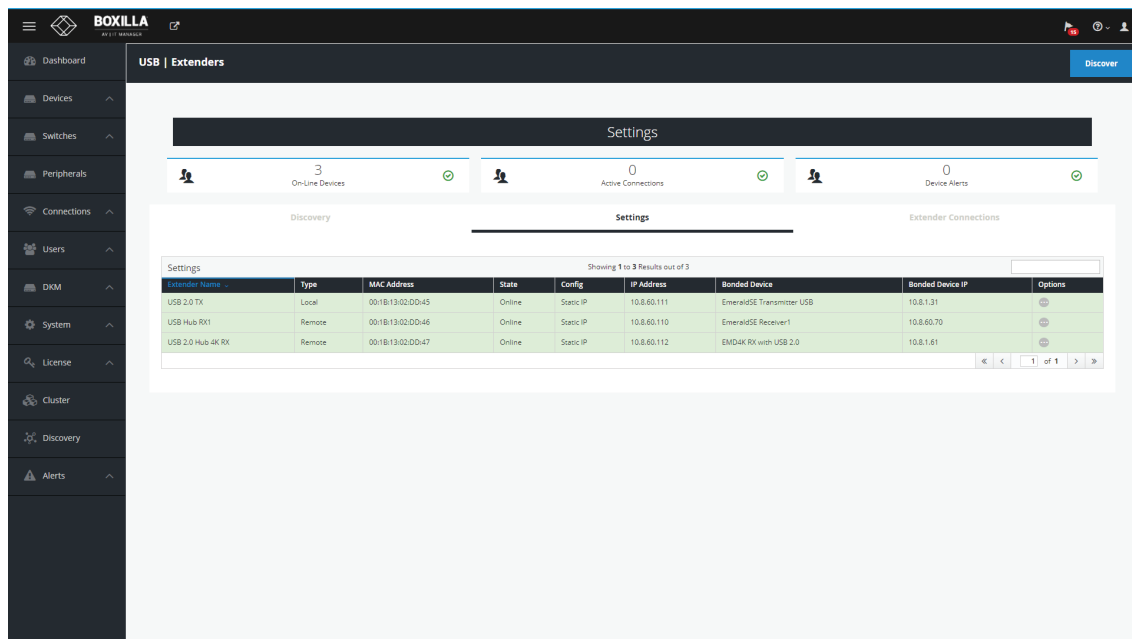 BOXILLA
AV | IT MANAGER
15
Dashboard
Devices
Switches
Peripherals
Connections
Users
DKM
System
License
Cluster
Discovery
Alerts
USB | Extenders
Discover
Settings
3
On-Line Devices
0
Active Connections
0
Device Alerts
Discovery
Settings
Extender Connections
Settings
Showing 1 to 3 Results out of 3
Extender Name Type MAC Address State Config IP Address Bonded Device Bonded Device IP Options
USB 2.0 TX Local 00:1B:13:02:DD:45 Online Static IP 10.8.60.111 EmeraldSE Transmitter USB 10.8.1.31
USB Hub RX1 Remote 00:1B:13:02:DD:46 Online Static IP 10.8.60.110 EmeraldSE Receiver1 10.8.60.70
USB 2.0 Hub 4K RX Remote 00:1B:13:02:DD:47 Online Static IP 10.8.60.112 EMD4K RX with USB 2.0 10.8.1.61
1 of 1